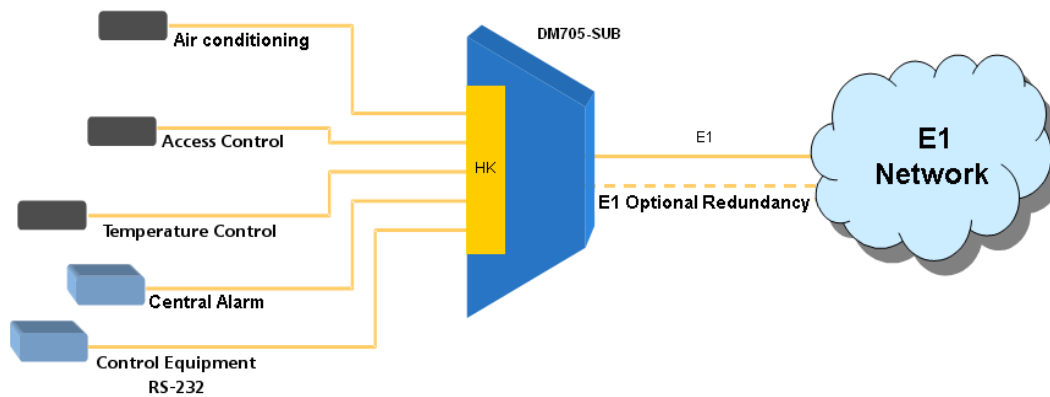 DM705-SUB
Air conditioning
Access Control
Temperature Control
Central Alarm
Control Equipment
RS-232
HK
E1
E1 Optional Redundancy
E1
Network